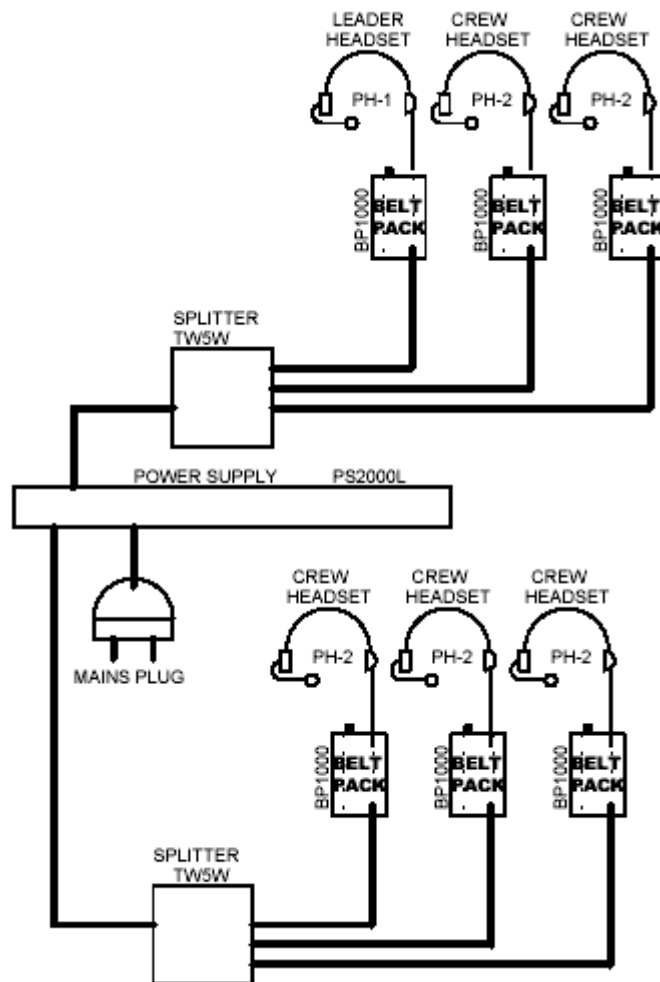 LEADER
HEADSET
CREW
HEADSET
CREW
HEADSET
PH-1
PH-2
PH-2
BP1000
BELT
PACK
BP1000
BELT
PACK
BP1000
BELT
PACK
SPLITTER
TW5W
POWER SUPPLY PS2000L
MAINS PLUG
CREW
HEADSET
CREW
HEADSET
CREW
HEADSET
PH-2
PH-2
PH-2
BP1000
BELT
PACK
BP1000
BELT
PACK
BP1000
BELT
PACK
SPLITTER
TW5W